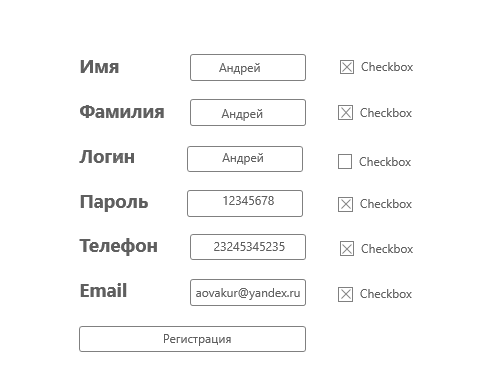 Имя Андрей Checkbox
Фамилия Андрей Checkbox
Логин Андрей Checkbox
Пароль 12345678 Checkbox
Телефон 23245345235 Checkbox
Email aovakur@yandex.ru Checkbox
Регистрация